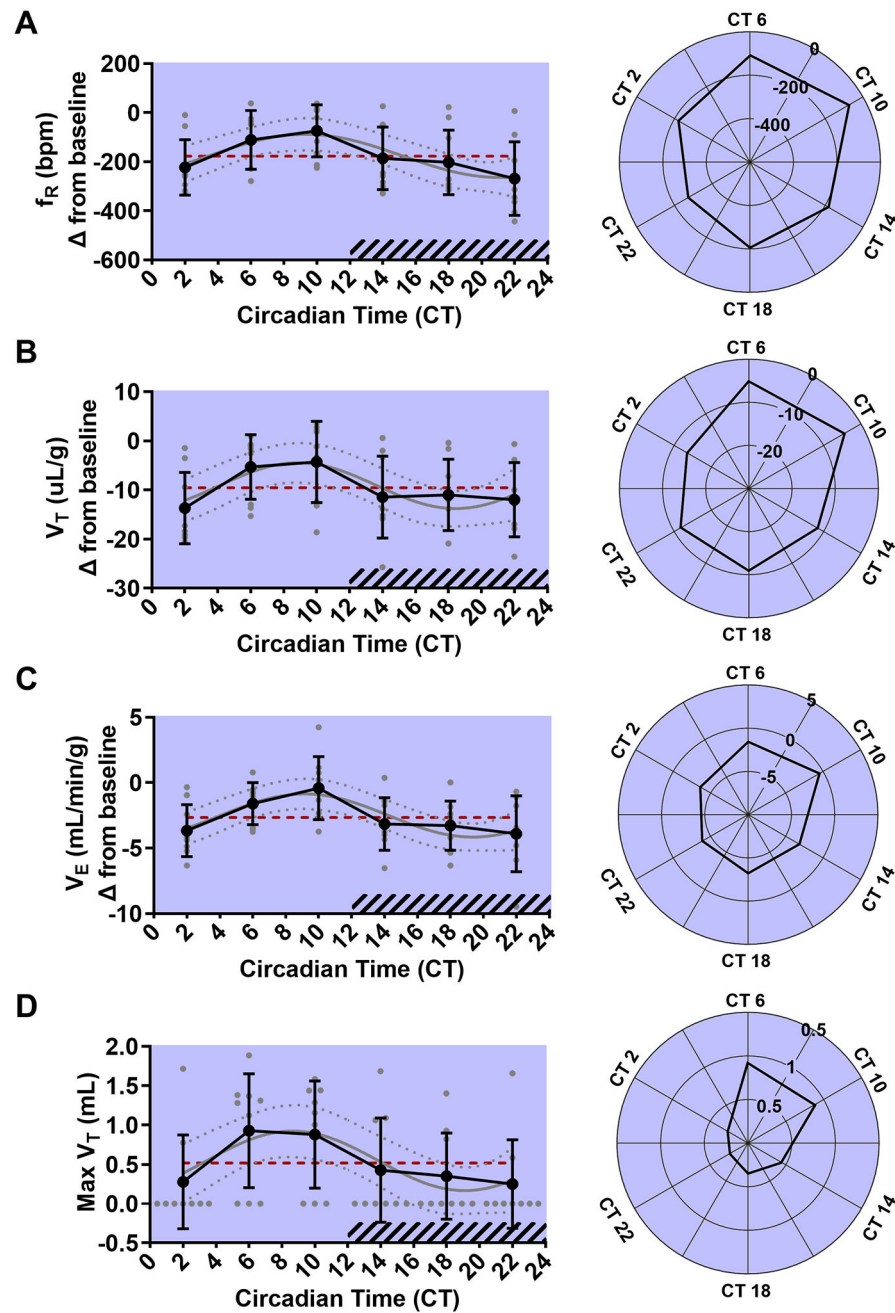 A
f_R (bpm)
Δ from baseline
200
0
-200
-400
-600
0 2 4 6 8 10 12 14 16 18 20 22 24
Circadian Time (CT)
CT 6
CT 10
CT 14
CT 18
CT 22
CT 2
0
-200
-400
B
V_T (uL/g)
Δ from baseline
10
0
-10
-20
-30
0 2 4 6 8 10 12 14 16 18 20 22 24
Circadian Time (CT)
CT 6
CT 10
CT 14
CT 18
CT 22
CT 2
0
-10
-20
C
V_E (mL/min/g)
Δ from baseline
5
0
-5
-10
0 2 4 6 8 10 12 14 16 18 20 22 24
Circadian Time (CT)
CT 6
CT 10
CT 14
CT 18
CT 22
CT 2
5
0
-5
D
Max V_T (mL)
2.0
1.5
1.0
0.5
0.0
-0.5
0 2 4 6 8 10 12 14 16 18 20 22 24
Circadian Time (CT)
CT 6
CT 10
CT 14
CT 18
CT 22
CT 2
0.5
1
0.5